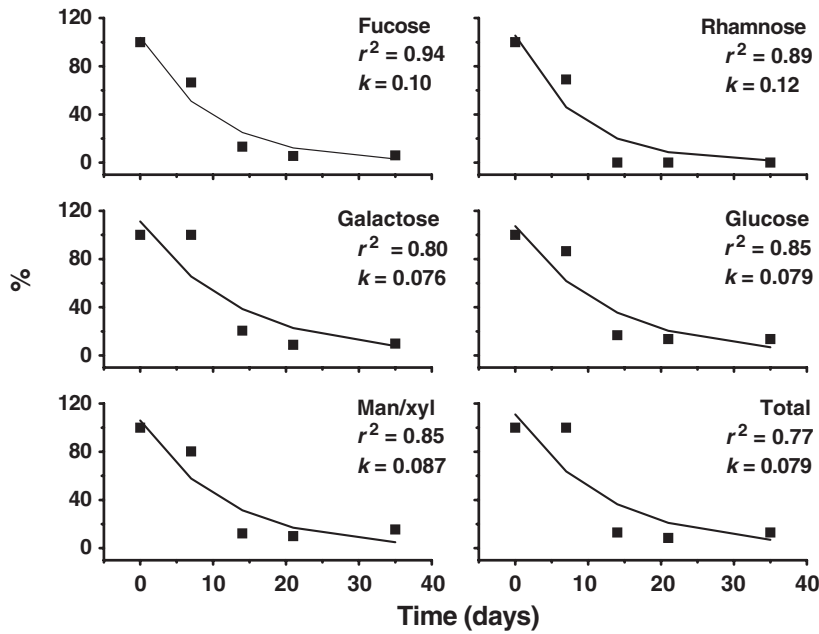 120
80
40
0
Fucose
r² = 0.94
k = 0.10
Rhamnose
r² = 0.89
k = 0.12
120
80
40
0
Galactose
r² = 0.80
k = 0.076
Glucose
r² = 0.85
k = 0.079
%
120
80
40
0
Man/xyl
r² = 0.85
k = 0.087
Total
r² = 0.77
k = 0.079
0 10 20 30 40 0 10 20 30 40
Time (days)